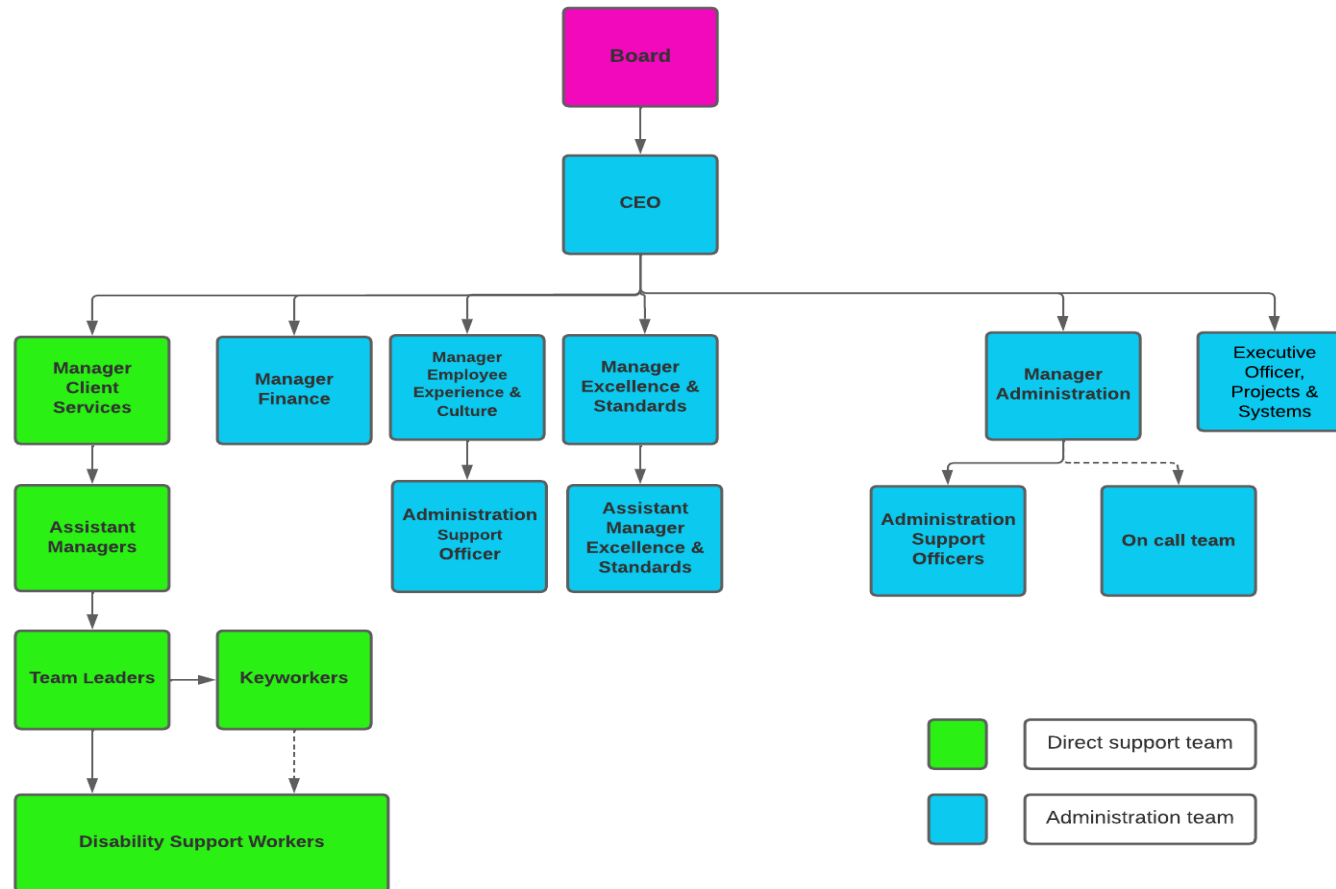 Board
CEO
Manager
Client
Services
Manager
Finance
Manager
Employee
Experience &
Culture
Manager
Excellence &
Standards
Manager
Administration
Executive
Officer,
Projects &
Systems
Assistant
Managers
Administration
Support
Officer
Assistant
Manager
Excellence &
Standards
Administration
Support
Officers
On call team
Team Leaders
Keyworkers
Direct support team
Administration team
Disability Support Workers